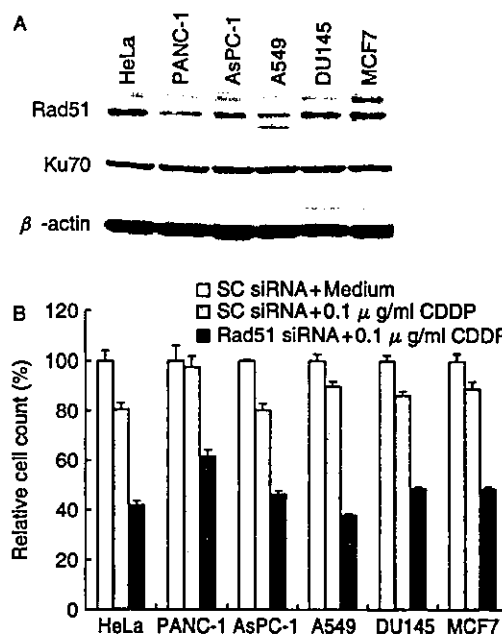 A
HeLa
PANC-1
AsPC-1
A549
DU145
MCF7
Rad51
Ku70
β-actin
B
SC siRNA+Medium
SC siRNA+0.1 μg/ml CDDP
Rad51 siRNA+0.1 μg/ml CDDP
Relative cell count (%)
120
100
80
60
40
20
0
HeLa PANC-1 AsPC-1 A549 DU145 MCF7